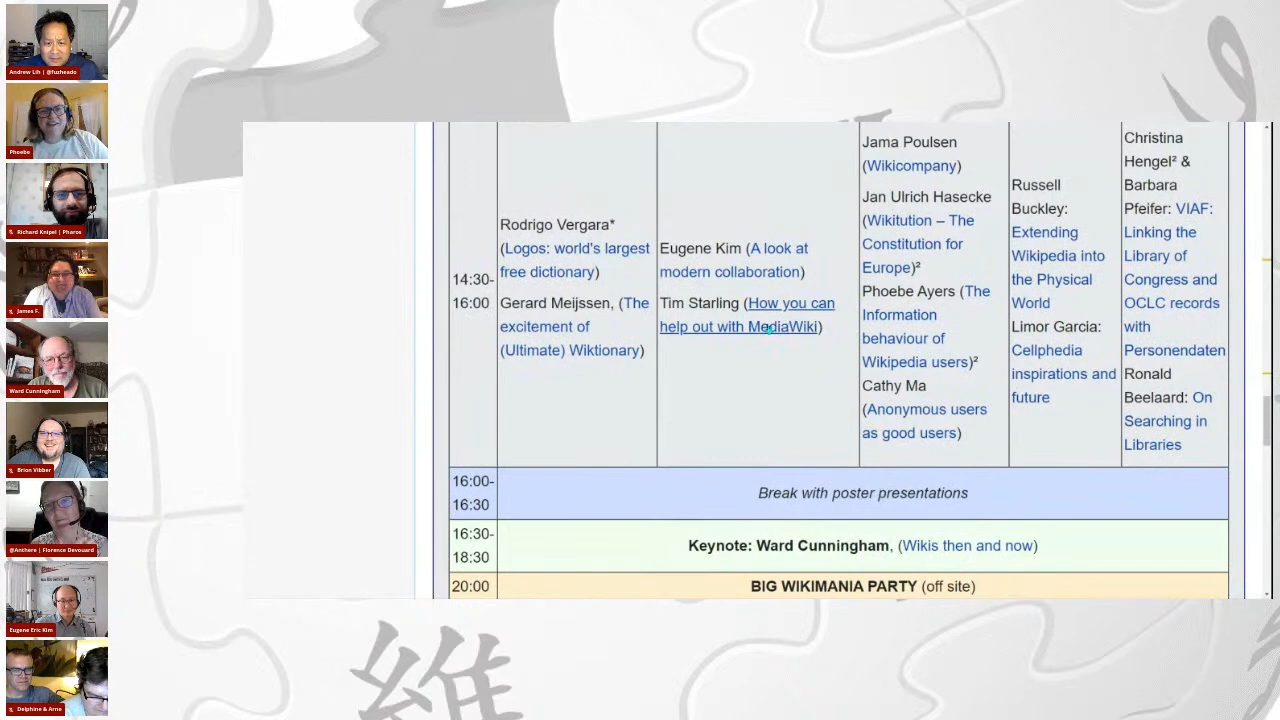 Andrew Lih | @fuzheado
Phoebe
Richard Knipel | Pharos
James F.
Ward Cunningham
Brion Vibber
@Anthere | Florence Devouard
Eugene Eric Kim
Delphine & Arne
14:30-
16:00
Rodrigo Vergara*
(Logos: world's largest
free dictionary)
Gerard Meijssen, (The
excitement of
(Ultimate) Wiktionary)
Eugene Kim (A look at
modern collaboration)
Tim Starling (How you can
help out with MediaWiki)
Jama Poulsen
(Wikicompany)
Jan Ulrich Hasecke
(Wikitution – The
Constitution for
Europe)²
Phoebe Ayers (The
Information
behaviour of
Wikipedia users)²
Cathy Ma
(Anonymous users
as good users)
Russell
Buckley:
Extending
Wikipedia into
the Physical
World
Limor Garcia:
Cellphedia
inspirations and
future
Christina
Hengel² &
Barbara
Pfeifer: VIAF:
Linking the
Library of
Congress and
OCLC records
with
Personendaten
Ronald
Beelaard: On
Searching in
Libraries
16:00-
16:30
Break with poster presentations
16:30-
18:30
Keynote: Ward Cunningham, (Wikis then and now)
20:00
BIG WIKIMANIA PARTY (off site)
維